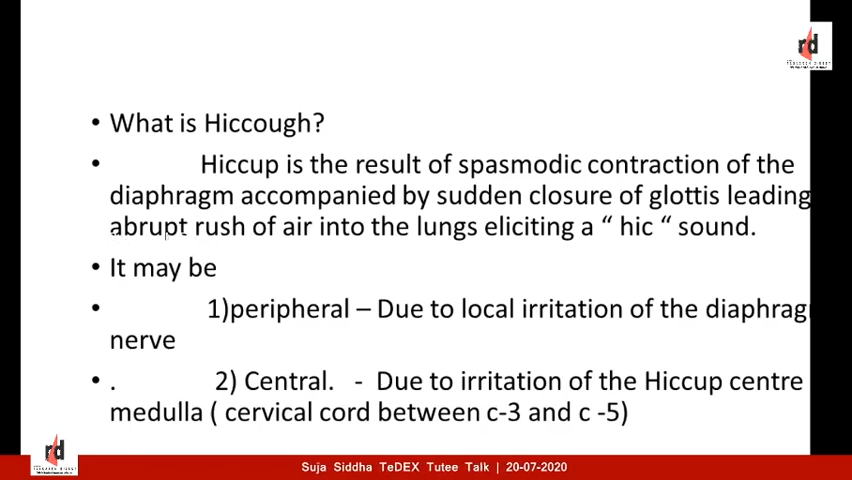 rd
• What is Hiccough?
• Hiccup is the result of spasmodic contraction of the
diaphragm accompanied by sudden closure of glottis leading
abrupt rush of air into the lungs eliciting a “ hic “ sound.
• It may be
• 1)peripheral – Due to local irritation of the diaphrag
nerve
• . 2) Central. - Due to irritation of the Hiccup centre
medulla ( cervical cord between c-3 and c -5)
rd
Suja Siddha TeDEX Tutee Talk | 20-07-2020